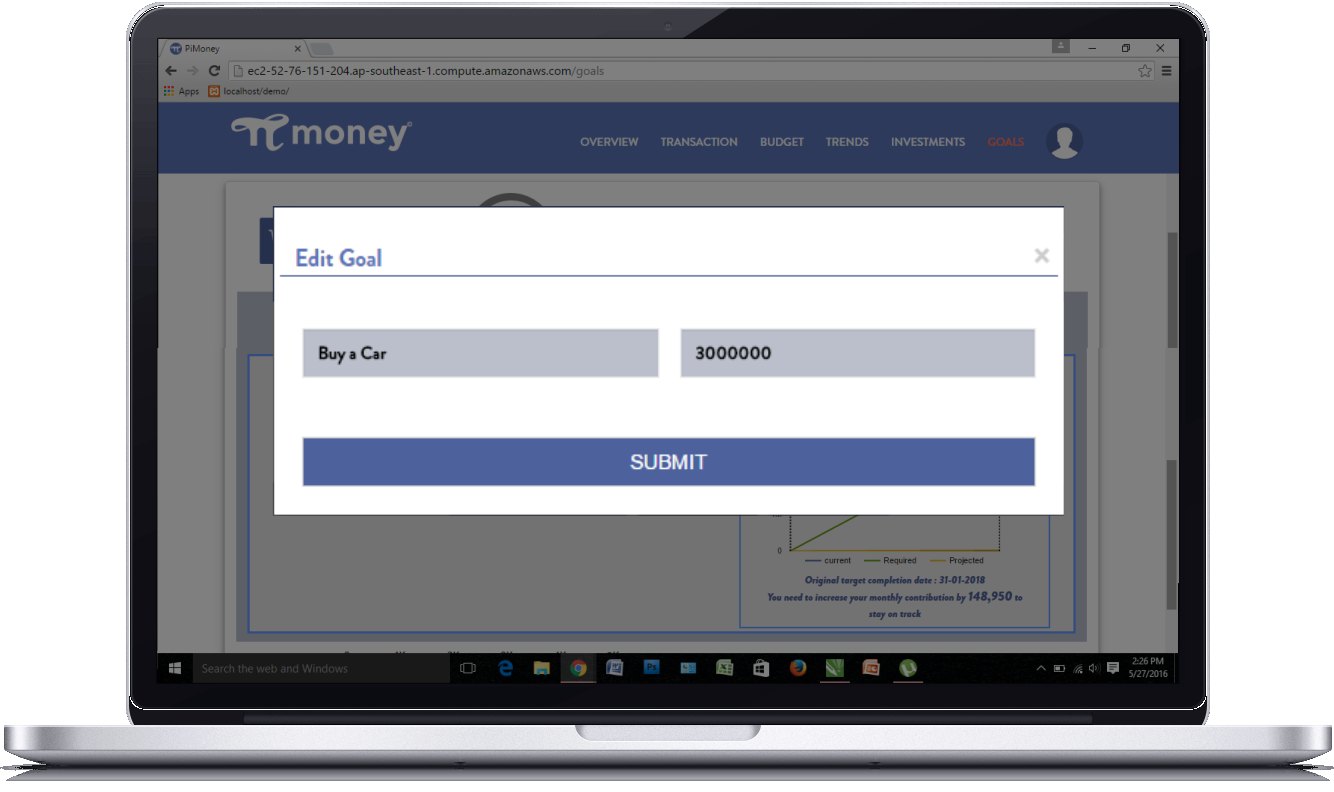 PiMoney
ec2-52-76-151-204.ap-southeast-1.compute.amazonaws.com/goals
Apps localhost/demo/
money
OVERVIEW TRANSACTION BUDGET TRENDS INVESTMENTS GOALS
Edit Goal ×
Buy a Car 3000000
SUBMIT
0
current Required Projected
Original target completion date : 31-01-2018
You need to increase your monthly contribution by 148,950 to
stay on track
Search the web and Windows
2:26 PM
5/27/2016